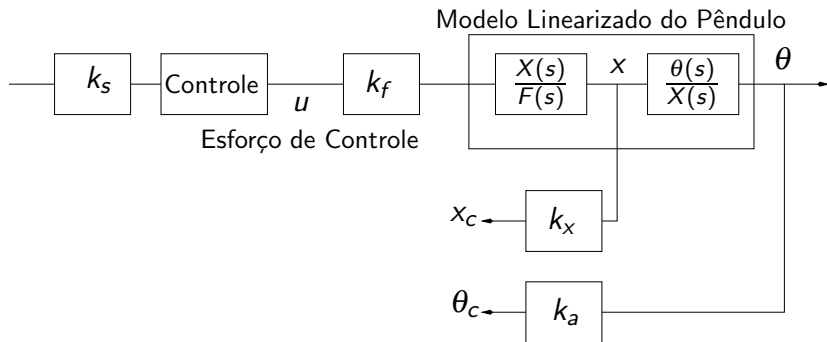 Modelo Linearizado do Pêndulo
k_s
Controle
u
k_f
X(s)
F(s)
x
θ(s)
X(s)
θ
Esforço de Controle
x_c
k_x
θ_c
k_a